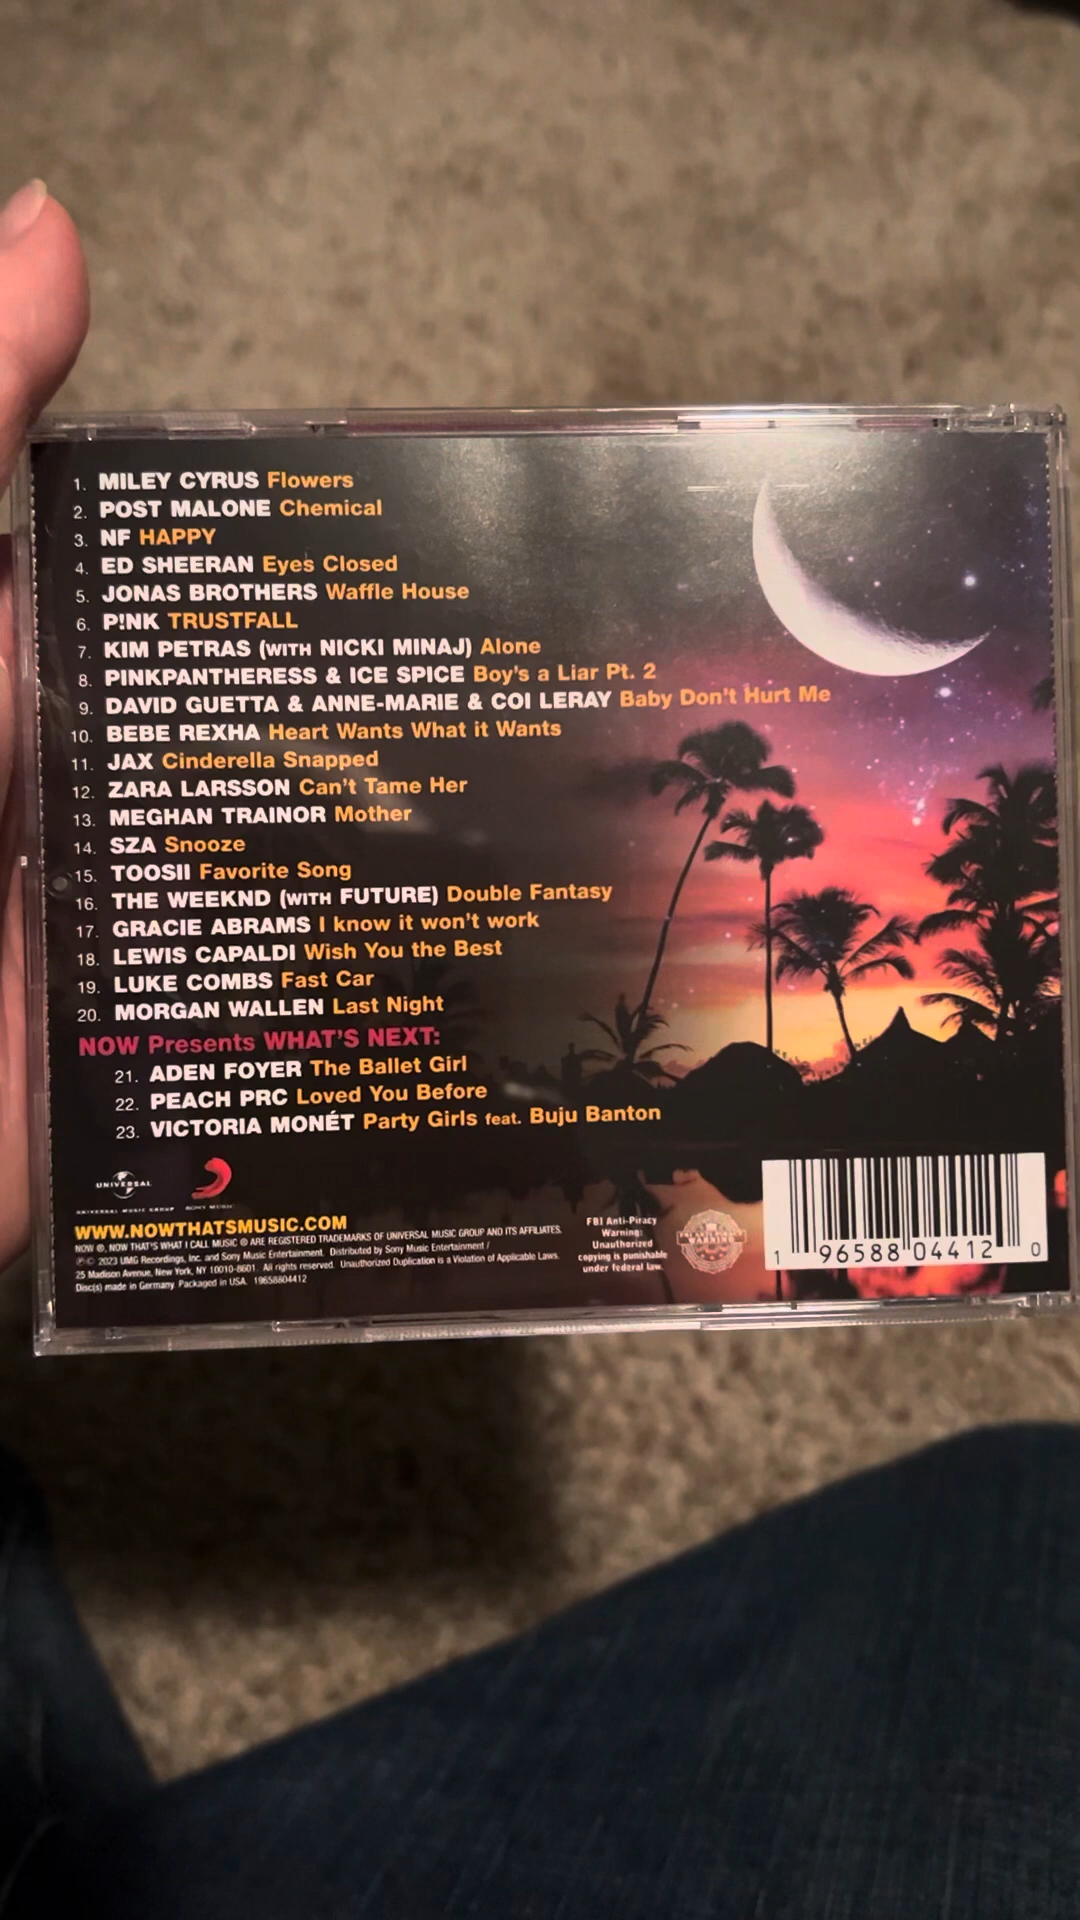 1. MILEY CYRUS Flowers
2. POST MALONE Chemical
3. NF HAPPY
4. ED SHEERAN Eyes Closed
5. JONAS BROTHERS Waffle House
6. P!NK TRUSTFALL
7. KIM PETRAS (WITH NICKI MINAJ) Alone
8. PINKPANTHERESS & ICE SPICE Boy's a Liar Pt. 2
9. DAVID GUETTA & ANNE-MARIE & COI LERAY Baby Don't Hurt Me
10. BEBE REXHA Heart Wants What it Wants
11. JAX Cinderella Snapped
12. ZARA LARSSON Can't Tame Her
13. MEGHAN TRAINOR Mother
14. SZA Snooze
15. TOOSII Favorite Song
16. THE WEEKND (WITH FUTURE) Double Fantasy
17. GRACIE ABRAMS I know it won't work
18. LEWIS CAPALDI Wish You the Best
19. LUKE COMBS Fast Car
20. MORGAN WALLEN Last Night
NOW Presents WHAT'S NEXT:
21. ADEN FOYER The Ballet Girl
22. PEACH PRC Loved You Before
23. VICTORIA MONÉT Party Girls feat. Buju Banton
UNIVERSAL
UNIVERSAL MUSIC GROUP
SONY MUSIC
WWW.NOWTHATSMUSIC.COM
NOW ®, NOW THAT'S WHAT I CALL MUSIC ® ARE REGISTERED TRADEMARKS OF UNIVERSAL MUSIC GROUP AND ITS AFFILIATES.
℗ © 2023 UMG Recordings, Inc. and Sony Music Entertainment. Distributed by Sony Music Entertainment /
25 Madison Avenue, New York, NY 10010-8601. All rights reserved. Unauthorized Duplication is a Violation of Applicable Laws.
Disc(s) made in Germany. Packaged in USA. 19658804412
FBI Anti-Piracy
Warning:
Unauthorized
copying is punishable
under federal law.
WARNING
1 96588 04412 0